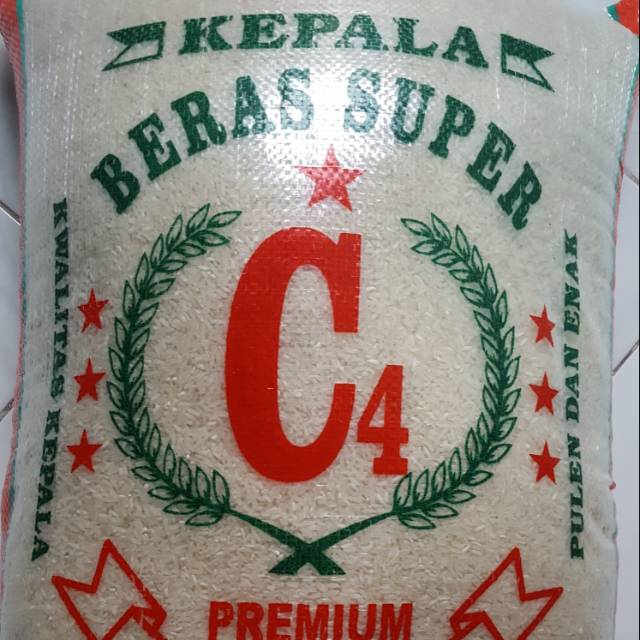 KEPALA
BERAS SUPER
C4
KWALITAS KEPALA
PULEN DAN ENAK
PREMIUM